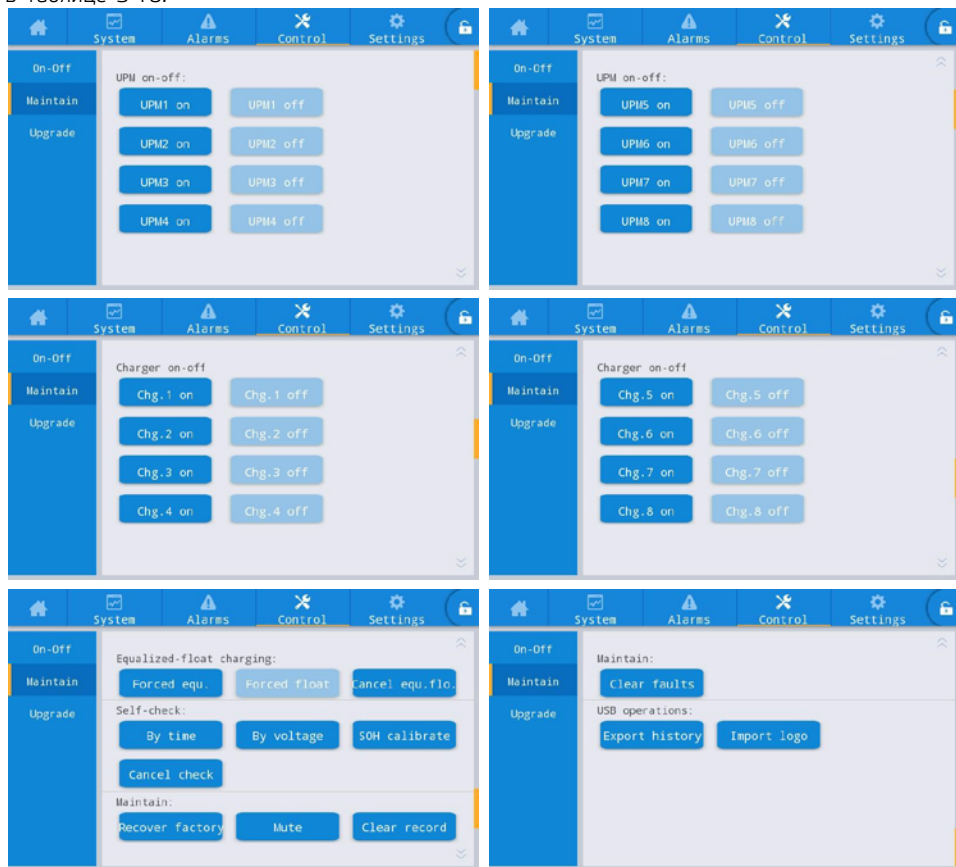 в таблице 3-18.
System Alarms Control Settings
On-Off
Maintain
Upgrade
UPM on-off:
UPM1 on UPM1 off
UPM2 on UPM2 off
UPM3 on UPM3 off
UPM4 on UPM4 off
System Alarms Control Settings
On-Off
Maintain
Upgrade
UPM on-off:
UPM5 on UPM5 off
UPM6 on UPM6 off
UPM7 on UPM7 off
UPM8 on UPM8 off
System Alarms Control Settings
On-Off
Maintain
Upgrade
Charger on-off
Chg.1 on Chg.1 off
Chg.2 on Chg.2 off
Chg.3 on Chg.3 off
Chg.4 on Chg.4 off
System Alarms Control Settings
On-Off
Maintain
Upgrade
Charger on-off
Chg.5 on Chg.5 off
Chg.6 on Chg.6 off
Chg.7 on Chg.7 off
Chg.8 on Chg.8 off
System Alarms Control Settings
On-Off
Maintain
Upgrade
Equalized-float charging:
Forced equ. Forced float Cancel equ.flo.
Self-check:
By time By voltage SOH calibrate
Cancel check
Maintain:
Recover factory Mute Clear record
System Alarms Control Settings
On-Off
Maintain
Upgrade
Maintain:
Clear faults
USB operations:
Export history Import logo